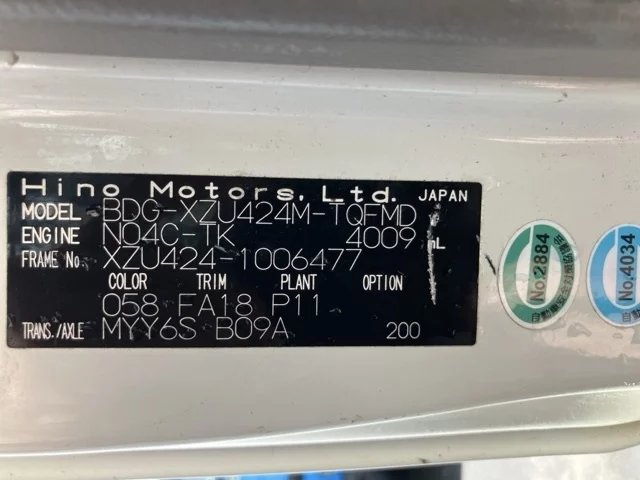 Hino Motors, Ltd. JAPAN
MODEL BDG-XZU424M-TQFMD
ENGINE N04C-TK 4009 mL
FRAME No. XZU424-1006477
COLOR TRIM PLANT OPTION
058 FA18 P11
TRANS./AXLE MYY6S B09A 200
No.2884
No.4034